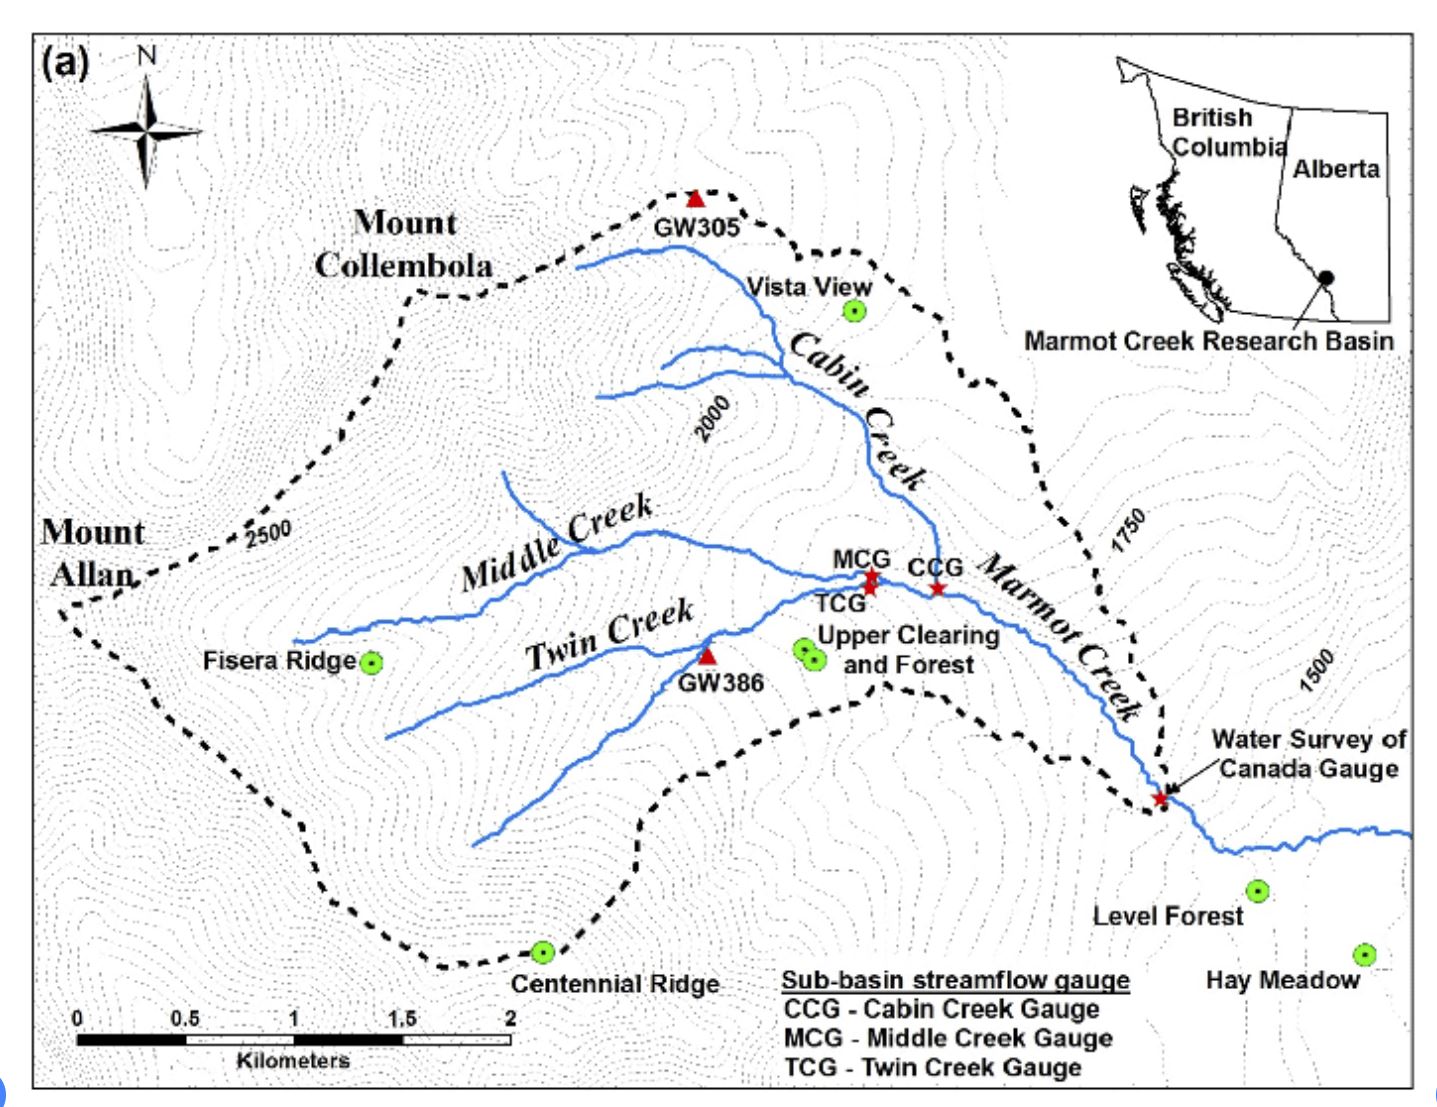 (a)
N
British
Columbia
Alberta
Marmot Creek Research Basin
Mount
Collembola
GW305
Vista View
Cabin Creek
2000
2500
Mount
Allan
Middle Creek
MCG
CCG
TCG
Marmot Creek
1750
1500
Twin Creek
Upper Clearing
and Forest
Fisera Ridge
GW386
Water Survey of
Canada Gauge
Level Forest
Hay Meadow
Centennial Ridge
Sub-basin streamflow gauge
CCG - Cabin Creek Gauge
MCG - Middle Creek Gauge
TCG - Twin Creek Gauge
0 0.5 1 1.5 2
Kilometers